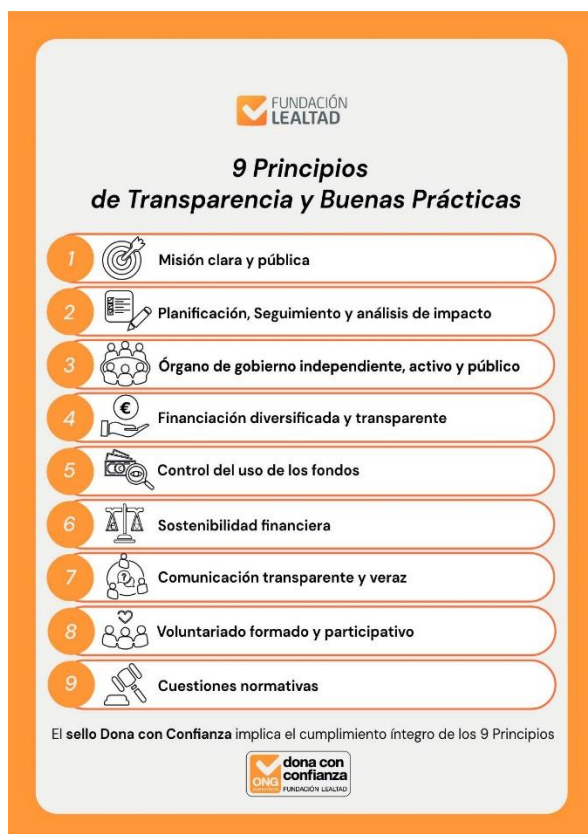 FUNDACIÓN
LEALTAD
9 Principios
de Transparencia y Buenas Prácticas
1 Misión clara y pública
2 Planificación, Seguimiento y análisis de impacto
3 Órgano de gobierno independiente, activo y público
4 Financiación diversificada y transparente
5 Control del uso de los fondos
6 Sostenibilidad financiera
7 Comunicación transparente y veraz
8 Voluntariado formado y participativo
9 Cuestiones normativas
El sello Dona con Confianza implica el cumplimiento íntegro de los 9 Principios
dona con
confianza
ONG
FUNDACIÓN LEALTAD